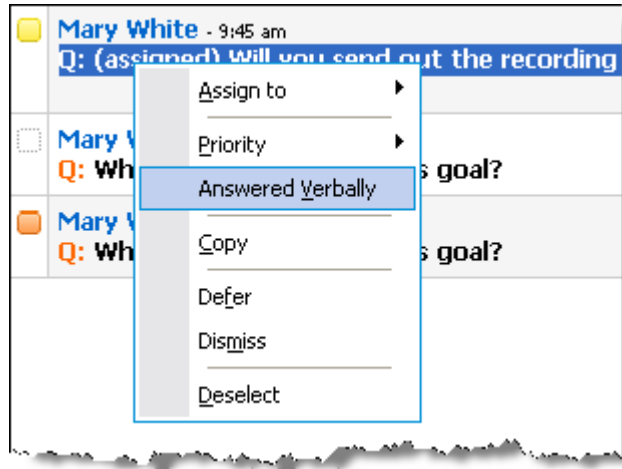 Mary White - 9:45 am
Q: (assigned) Will you send out the recording
Assign to
Mary
Priority
Q: Wh s goal?
Answered Verbally
Mary
Copy
Q: Wh s goal?
Defer
Dismiss
Deselect